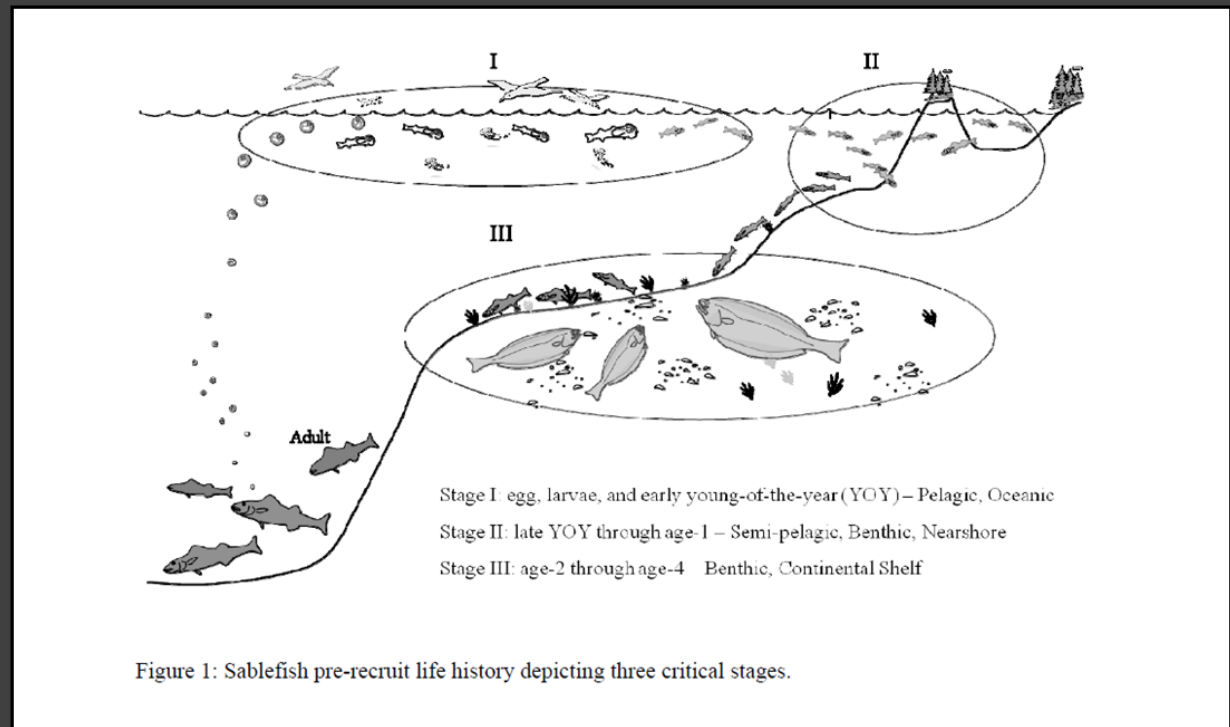 I
II
III
Adult
Stage I: egg, larvae, and early young-of-the-year (YOY) – Pelagic, Oceanic
Stage II: late YOY through age-1 – Semi-pelagic, Benthic, Nearshore
Stage III: age-2 through age-4 Benthic, Continental Shelf
Figure 1: Sablefish pre-recruit life history depicting three critical stages.